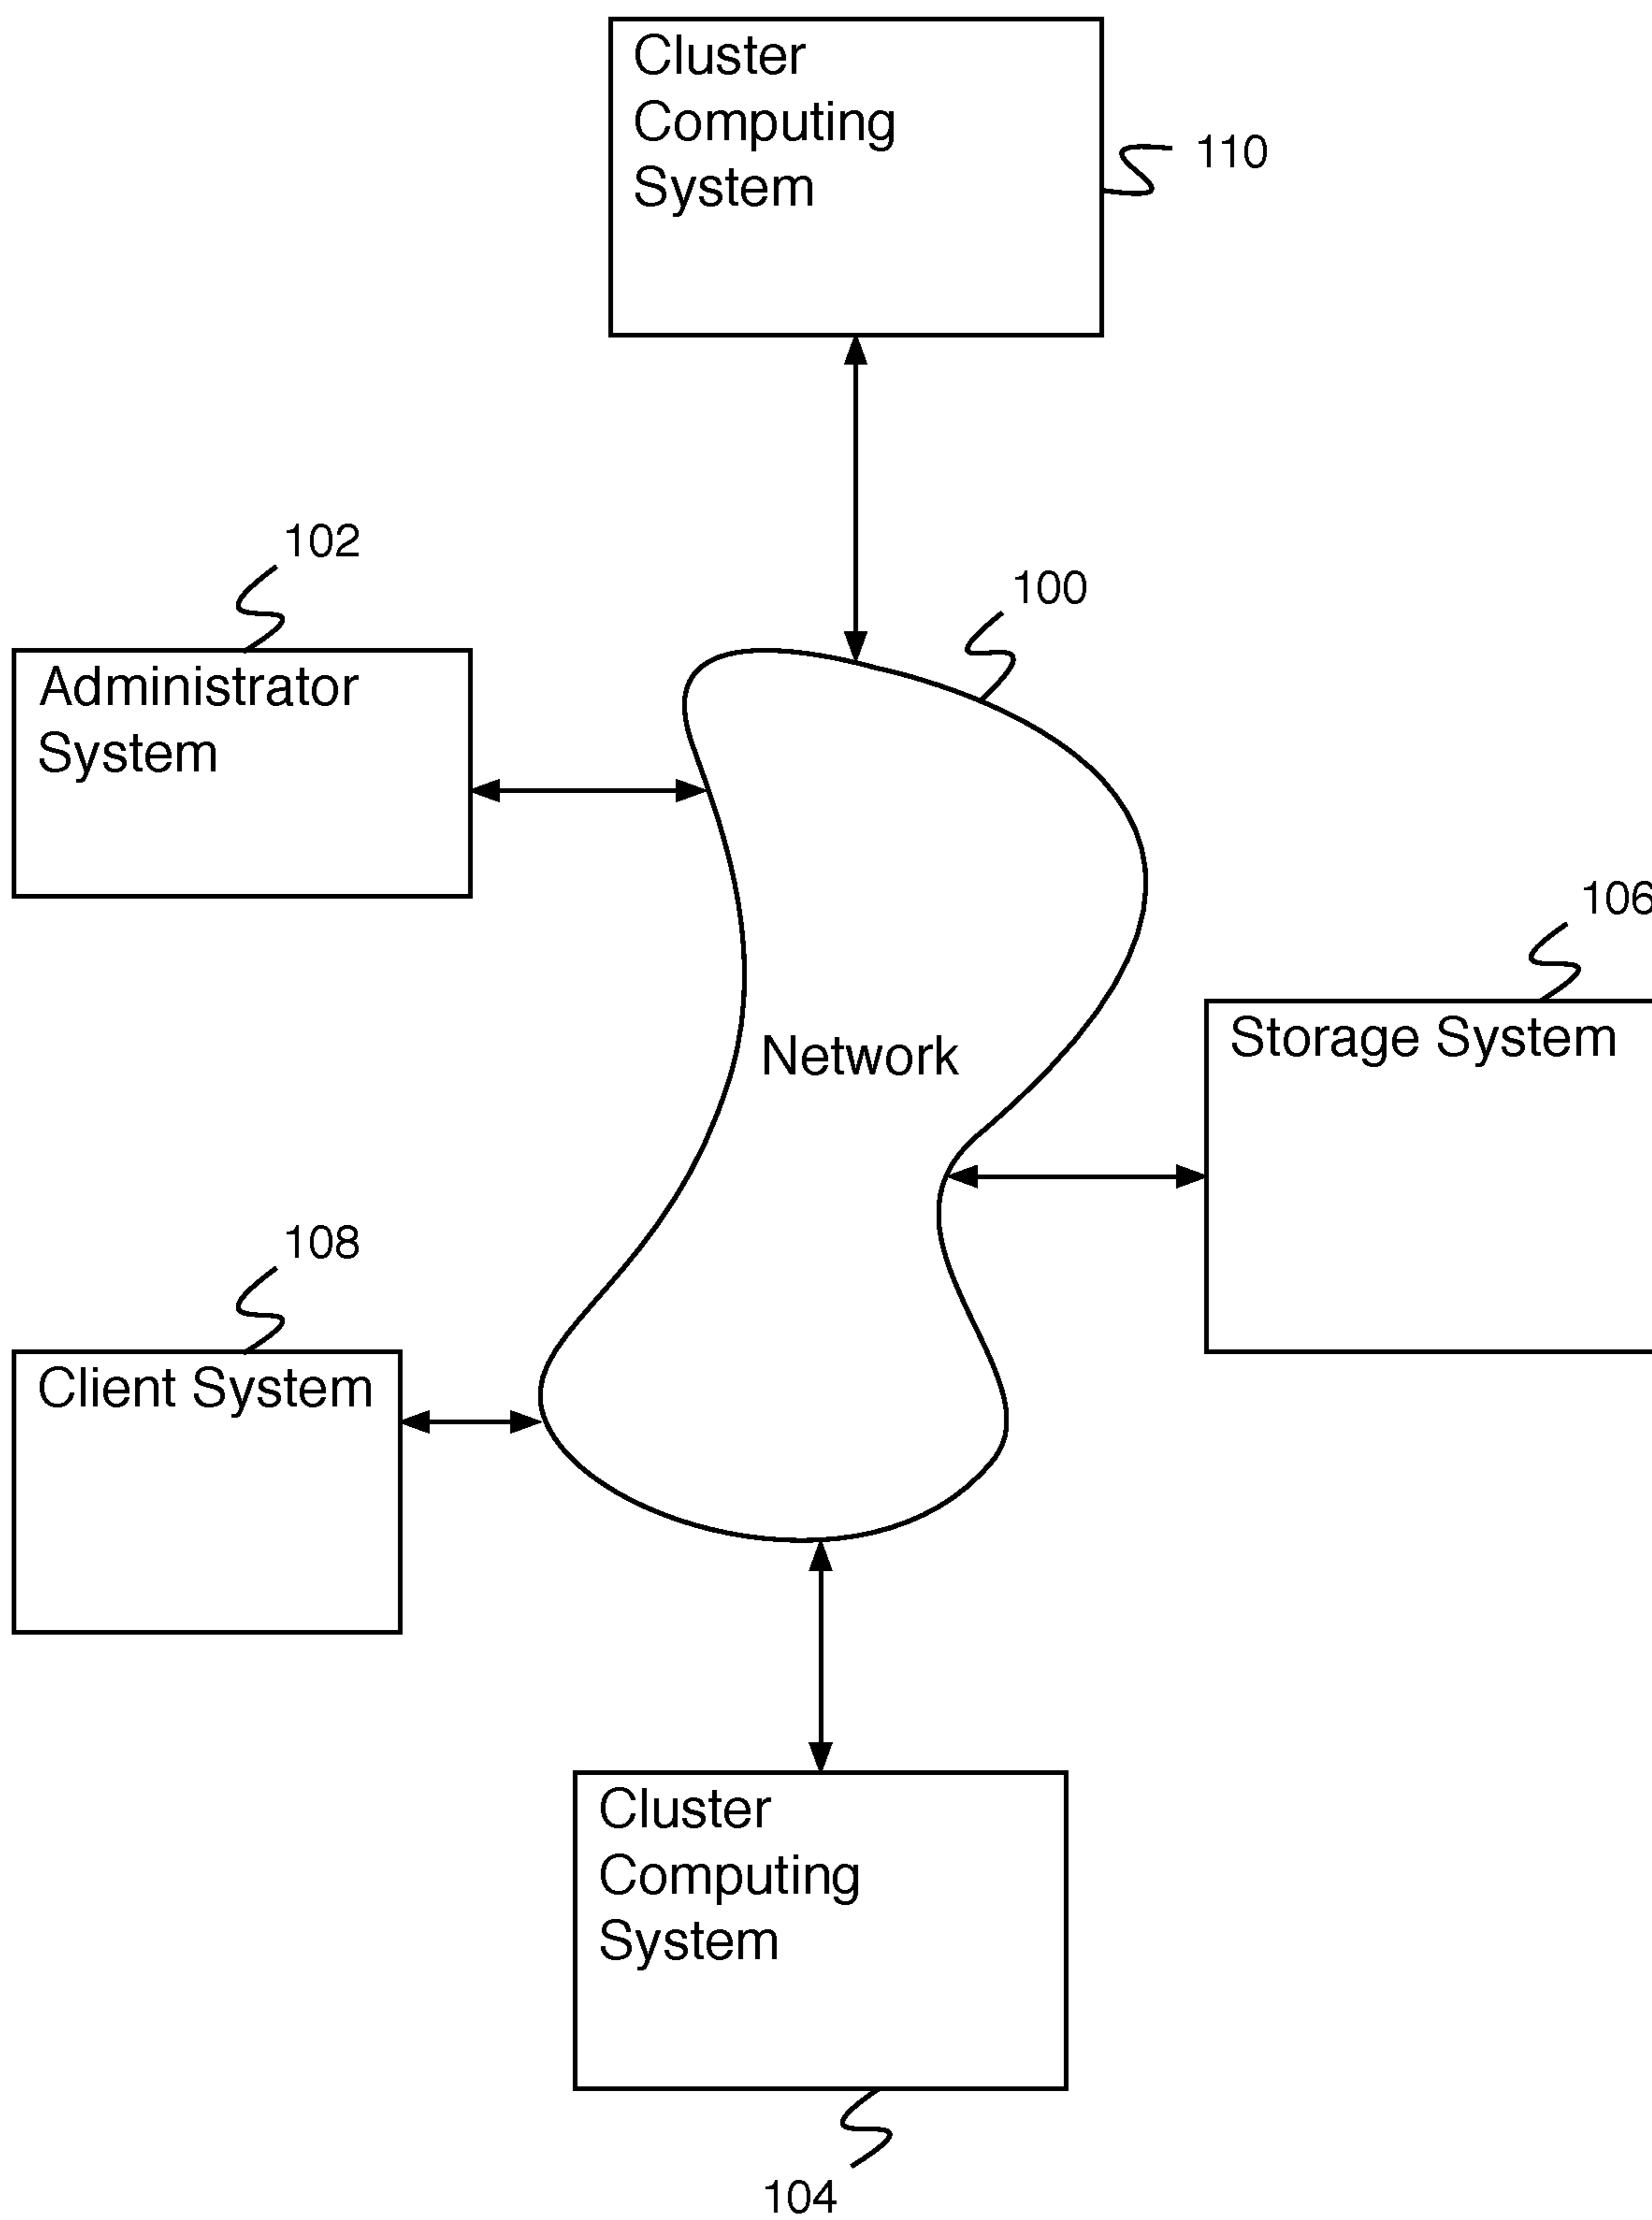 Cluster
Computing
System
110
102
100
Administrator
System
106
Storage System
Network
108
Client System
Cluster
Computing
System
104